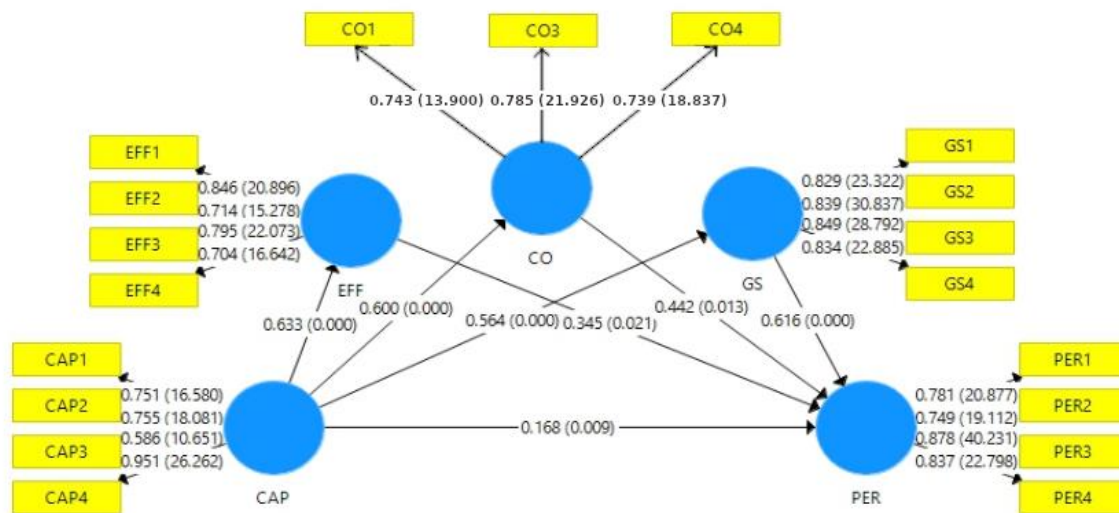 CO1
CO3
CO4
0.743 (13.900)
0.785 (21.926)
0.739 (18.837)
EFF1
EFF2
EFF3
EFF4
0.846 (20.896)
0.714 (15.278)
0.795 (22.073)
0.704 (16.642)
EFF
CO
GS
GS1
GS2
GS3
GS4
0.829 (23.322)
0.839 (30.837)
0.849 (28.792)
0.834 (22.885)
0.633 (0.000)
0.600 (0.000)
0.564 (0.000)
0.345 (0.021)
0.442 (0.013)
0.616 (0.000)
0.168 (0.009)
CAP1
CAP2
CAP3
CAP4
0.751 (16.580)
0.755 (18.081)
0.586 (10.651)
0.951 (26.262)
CAP
PER
0.781 (20.877)
0.749 (19.112)
0.878 (40.231)
0.837 (22.798)
PER1
PER2
PER3
PER4